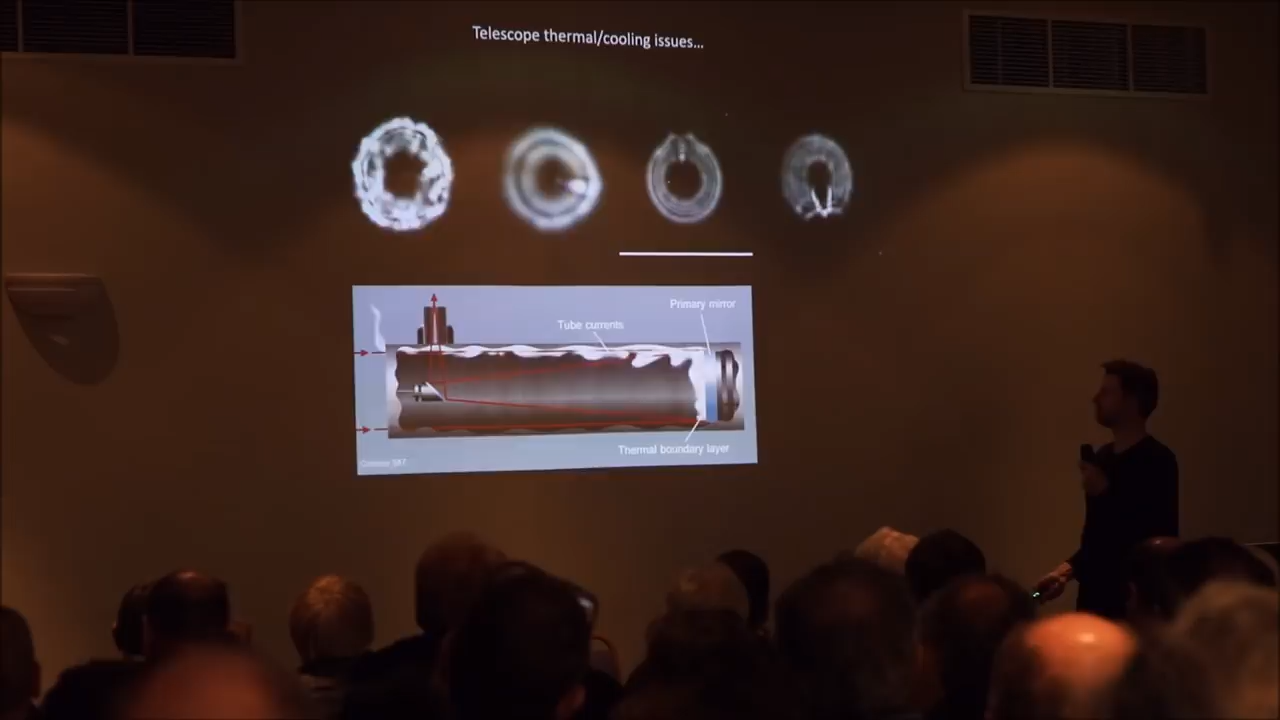 Telescope thermal/cooling issues...
Primary mirror
Tube currents
Thermal boundary layer